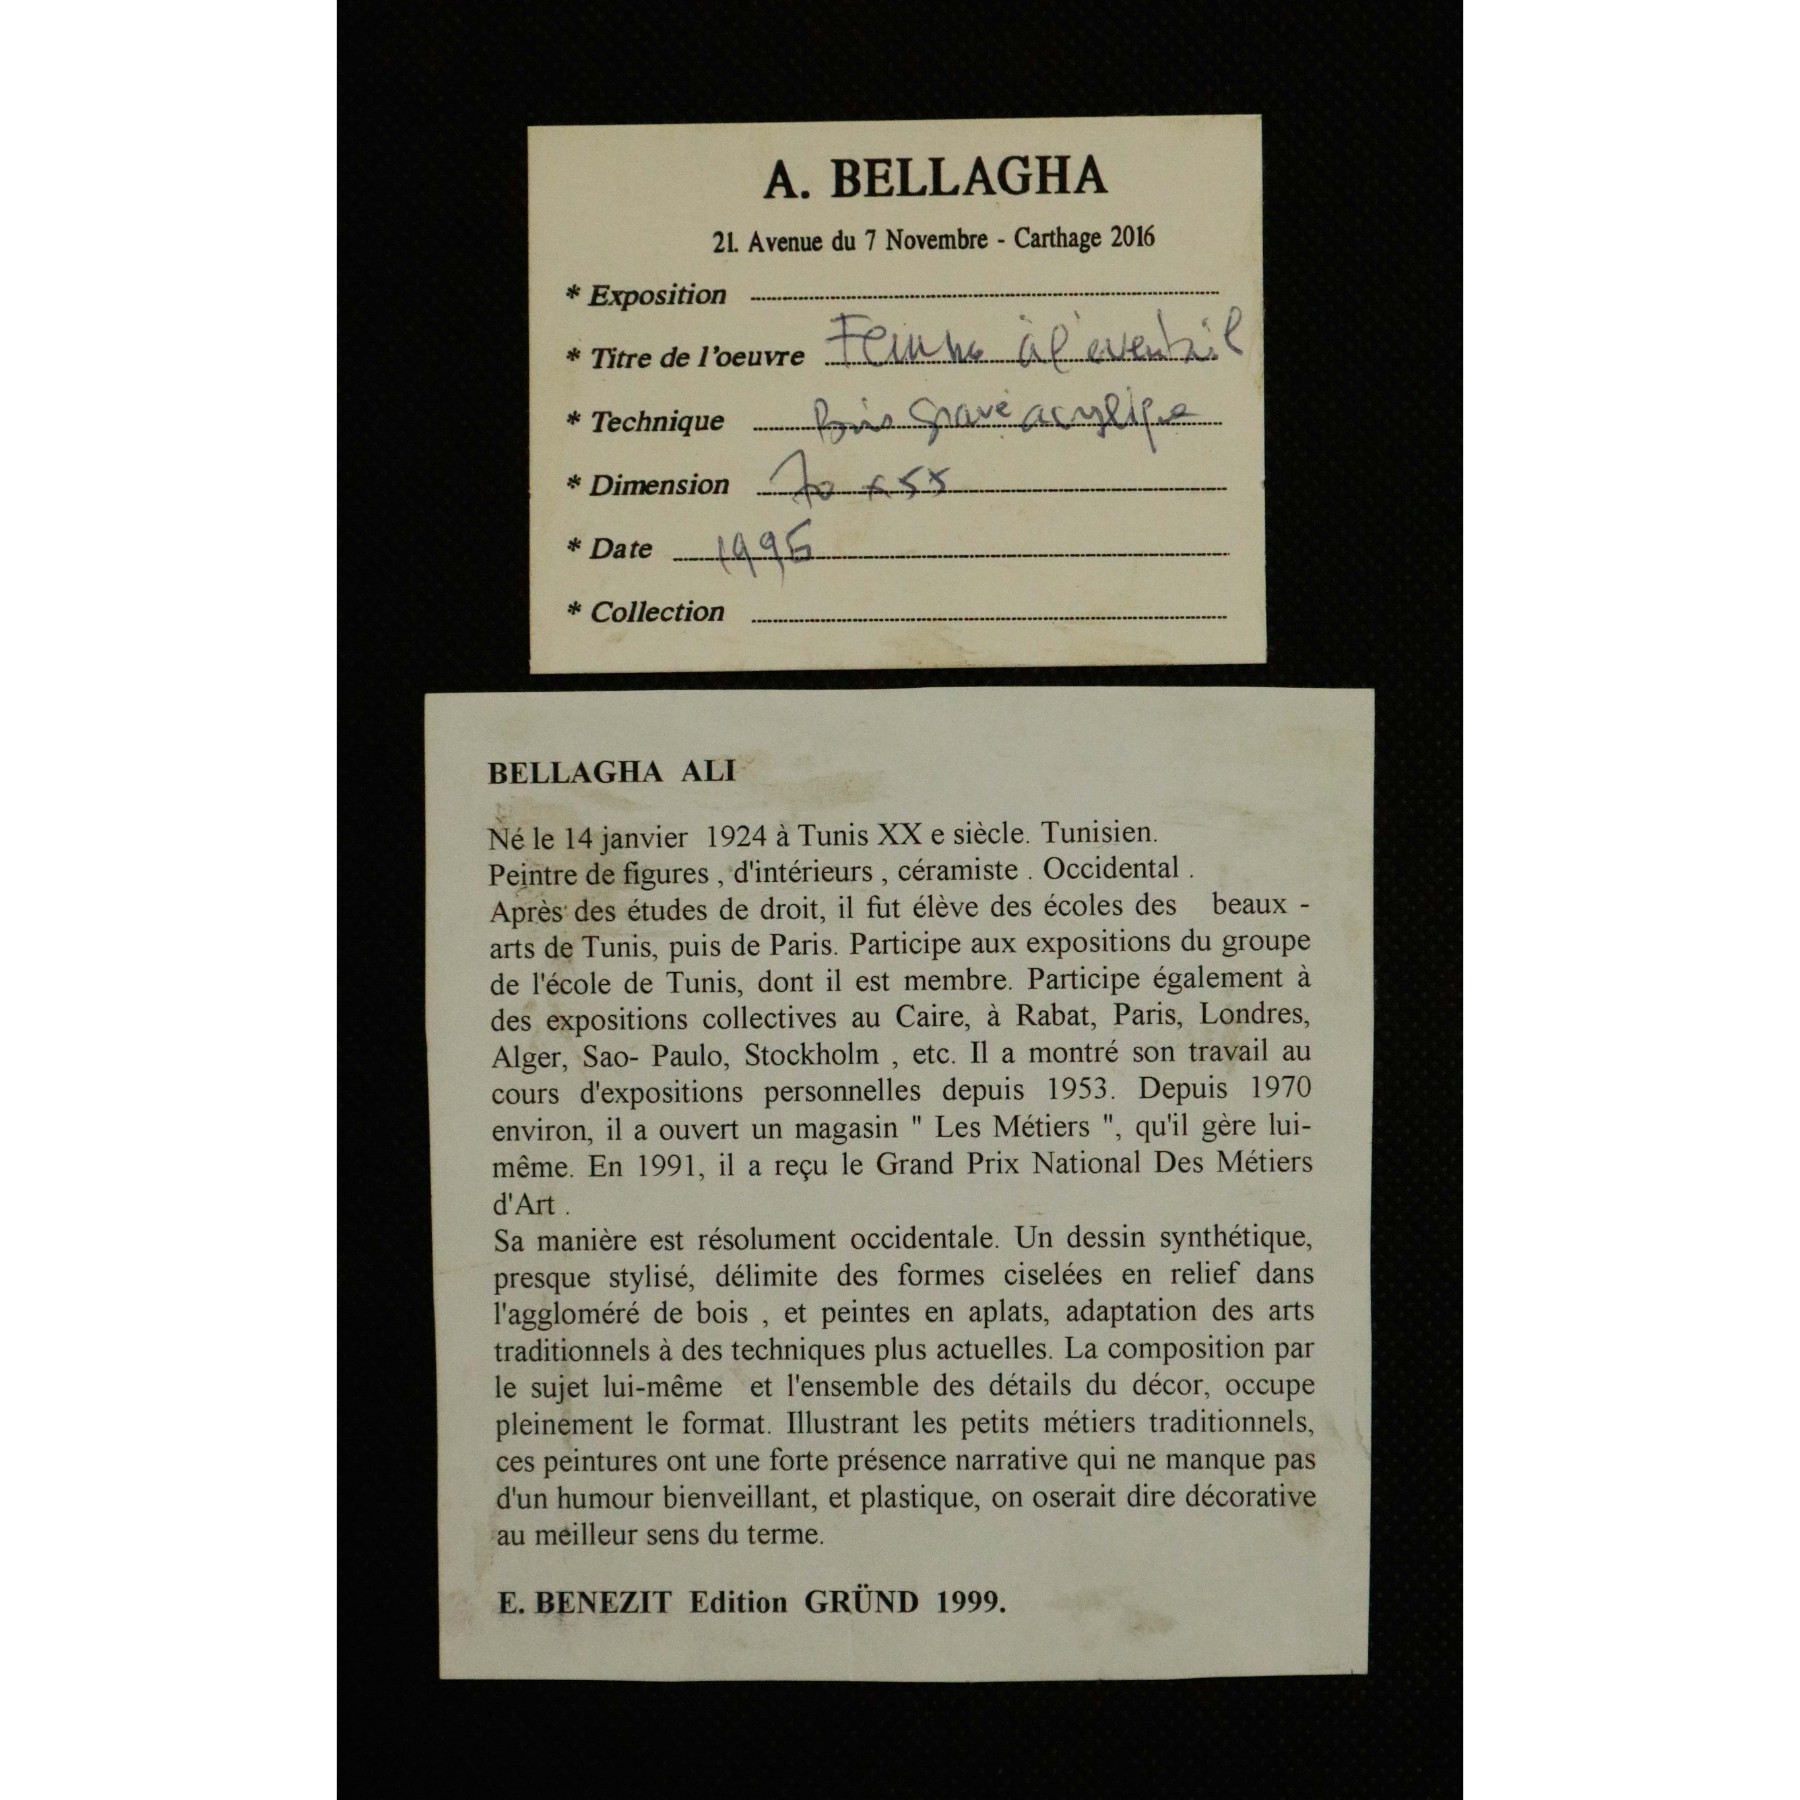 A. BELLAGHA
21. Avenue du 7 Novembre - Carthage 2016
* Exposition
* Titre de l'oeuvre Femme à l'éventail
* Technique Bois gravé acrylique
* Dimension 70 x 55
* Date 1996
* Collection
BELLAGHA ALI
Né le 14 janvier 1924 à Tunis XX e siècle. Tunisien.
Peintre de figures , d'intérieurs , céramiste . Occidental .
Après des études de droit, il fut élève des écoles des beaux -
arts de Tunis, puis de Paris. Participe aux expositions du groupe
de l'école de Tunis, dont il est membre. Participe également à
des expositions collectives au Caire, à Rabat, Paris, Londres,
Alger, Sao- Paulo, Stockholm , etc. Il a montré son travail au
cours d'expositions personnelles depuis 1953. Depuis 1970
environ, il a ouvert un magasin " Les Métiers ", qu'il gère lui-
même. En 1991, il a reçu le Grand Prix National Des Métiers
d'Art .
Sa manière est résolument occidentale. Un dessin synthétique,
presque stylisé, délimite des formes ciselées en relief dans
l'aggloméré de bois , et peintes en aplats, adaptation des arts
traditionnels à des techniques plus actuelles. La composition par
le sujet lui-même et l'ensemble des détails du décor, occupe
pleinement le format. Illustrant les petits métiers traditionnels,
ces peintures ont une forte présence narrative qui ne manque pas
d'un humour bienveillant, et plastique, on oserait dire décorative
au meilleur sens du terme.
E. BENEZIT Edition GRÜND 1999.